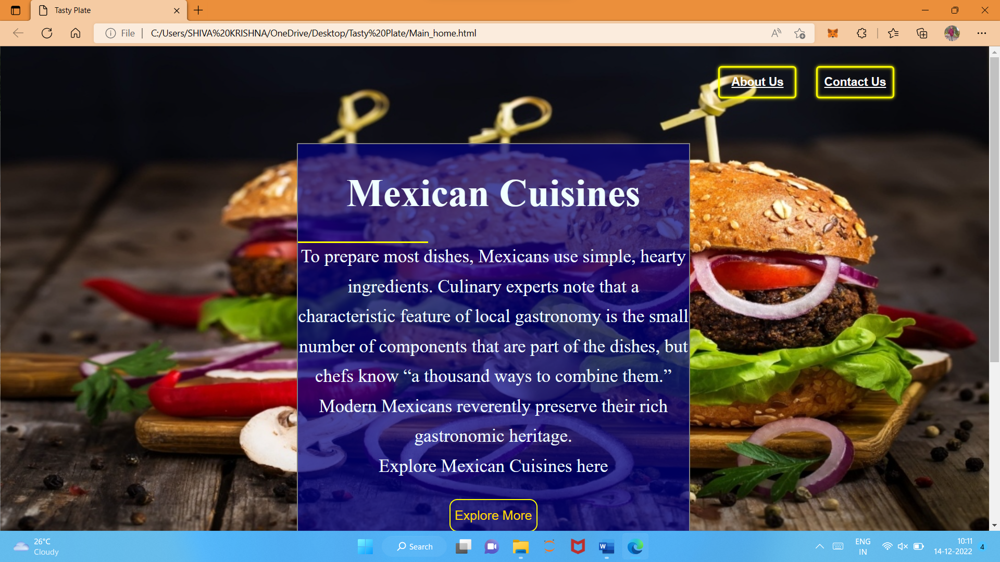 Tasty Plate
File
C:/Users/SHIVA%20KRISHNA/OneDrive/Desktop/Tasty%20Plate/Main_home.html
About Us
Contact Us
Mexican Cuisines
To prepare most dishes, Mexicans use simple, hearty
ingredients. Culinary experts note that a
characteristic feature of local gastronomy is the small
number of components that are part of the dishes, but
chefs know “a thousand ways to combine them.”
Modern Mexicans reverently preserve their rich
gastronomic heritage.
Explore Mexican Cuisines here
Explore More
26°C
Cloudy
Search
ENG
IN
10:11
14-12-2022
4